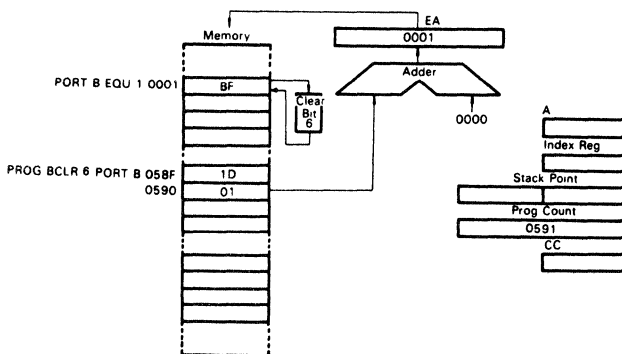 EA
Memory
0001
Adder
PORT B EQU 1 0001
BF
Clear
Bit
6
0000
A
Index Reg
PROG BCLR 6 PORT B 058F
1D
Stack Point
0590
01
Prog Count
0591
CC